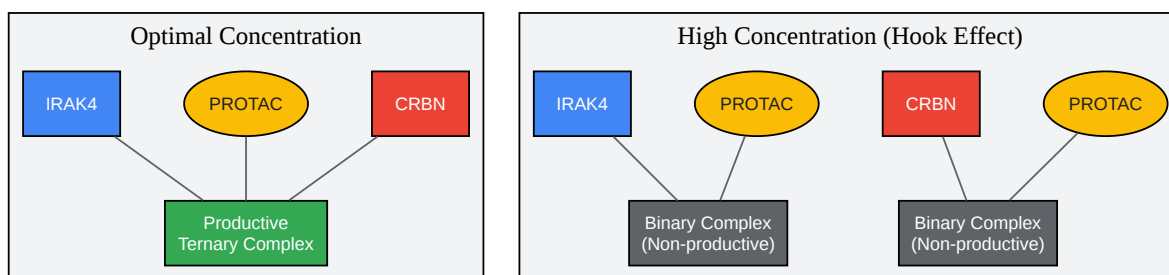 Optimal Concentration
IRAK4
PROTAC
CRBN
Productive
Ternary Complex
High Concentration (Hook Effect)
IRAK4
PROTAC
CRBN
PROTAC
Binary Complex
(Non-productive)
Binary Complex
(Non-productive)